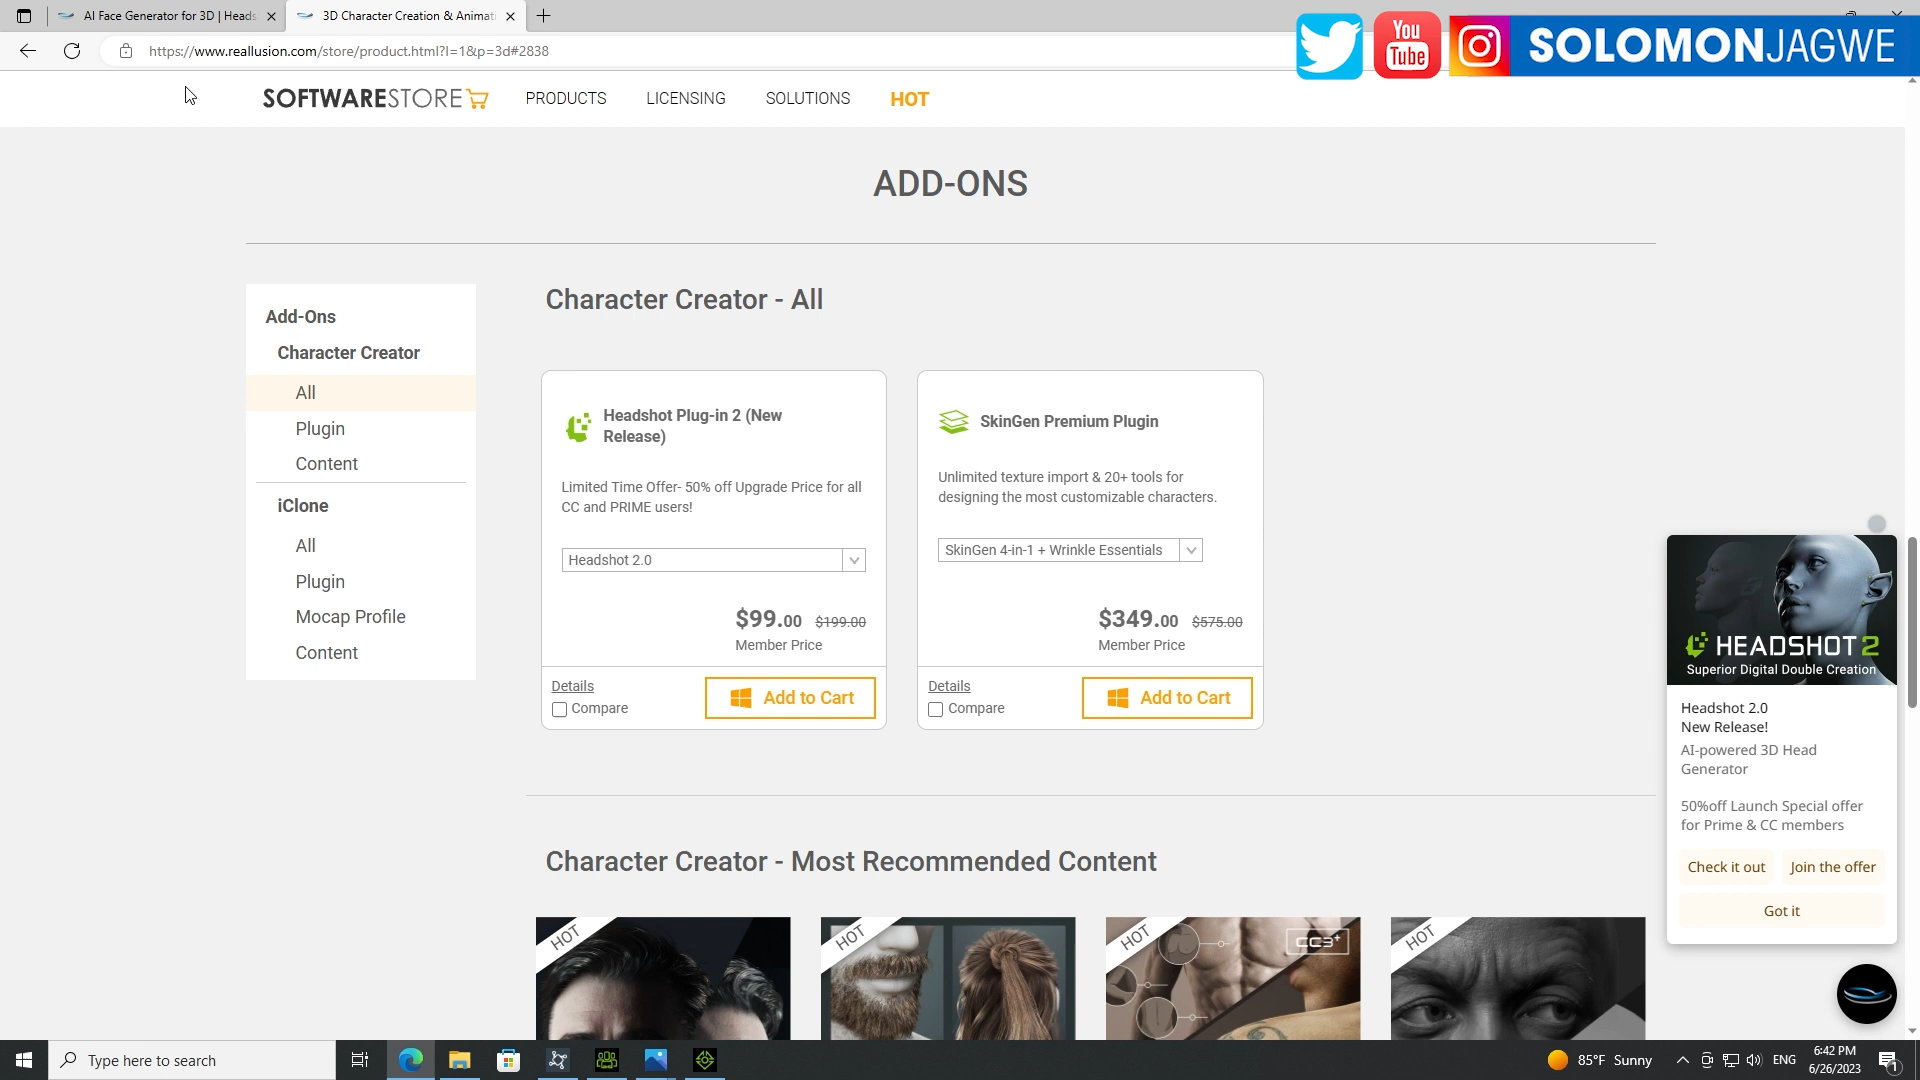 AI Face Generator for 3D | Heads
3D Character Creation & Animati
https://www.reallusion.com/store/product.html?l=1&p=3d#2838
You
Tube
SOLOMONJAGWE
SOFTWARESTORE
PRODUCTS
LICENSING
SOLUTIONS
HOT
ADD-ONS
Add-Ons
Character Creator
All
Plugin
Content
iClone
All
Plugin
Mocap Profile
Content
Character Creator - All
Headshot Plug-in 2 (New
Release)
Limited Time Offer- 50% off Upgrade Price for all
CC and PRIME users!
Headshot 2.0
$99.00 $199.00
Member Price
Details
Compare
Add to Cart
SkinGen Premium Plugin
Unlimited texture import & 20+ tools for
designing the most customizable characters.
SkinGen 4-in-1 + Wrinkle Essentials
$349.00 $575.00
Member Price
Details
Compare
Add to Cart
HEADSHOT 2
Superior Digital Double Creation
Headshot 2.0
New Release!
AI-powered 3D Head
Generator
50%off Launch Special offer
for Prime & CC members
Check it out
Join the offer
Got it
Character Creator - Most Recommended Content
HOT
HOT
HOT
CC3+
HOT
Type here to search
85°F Sunny
ENG
6:42 PM
6/26/2023
1